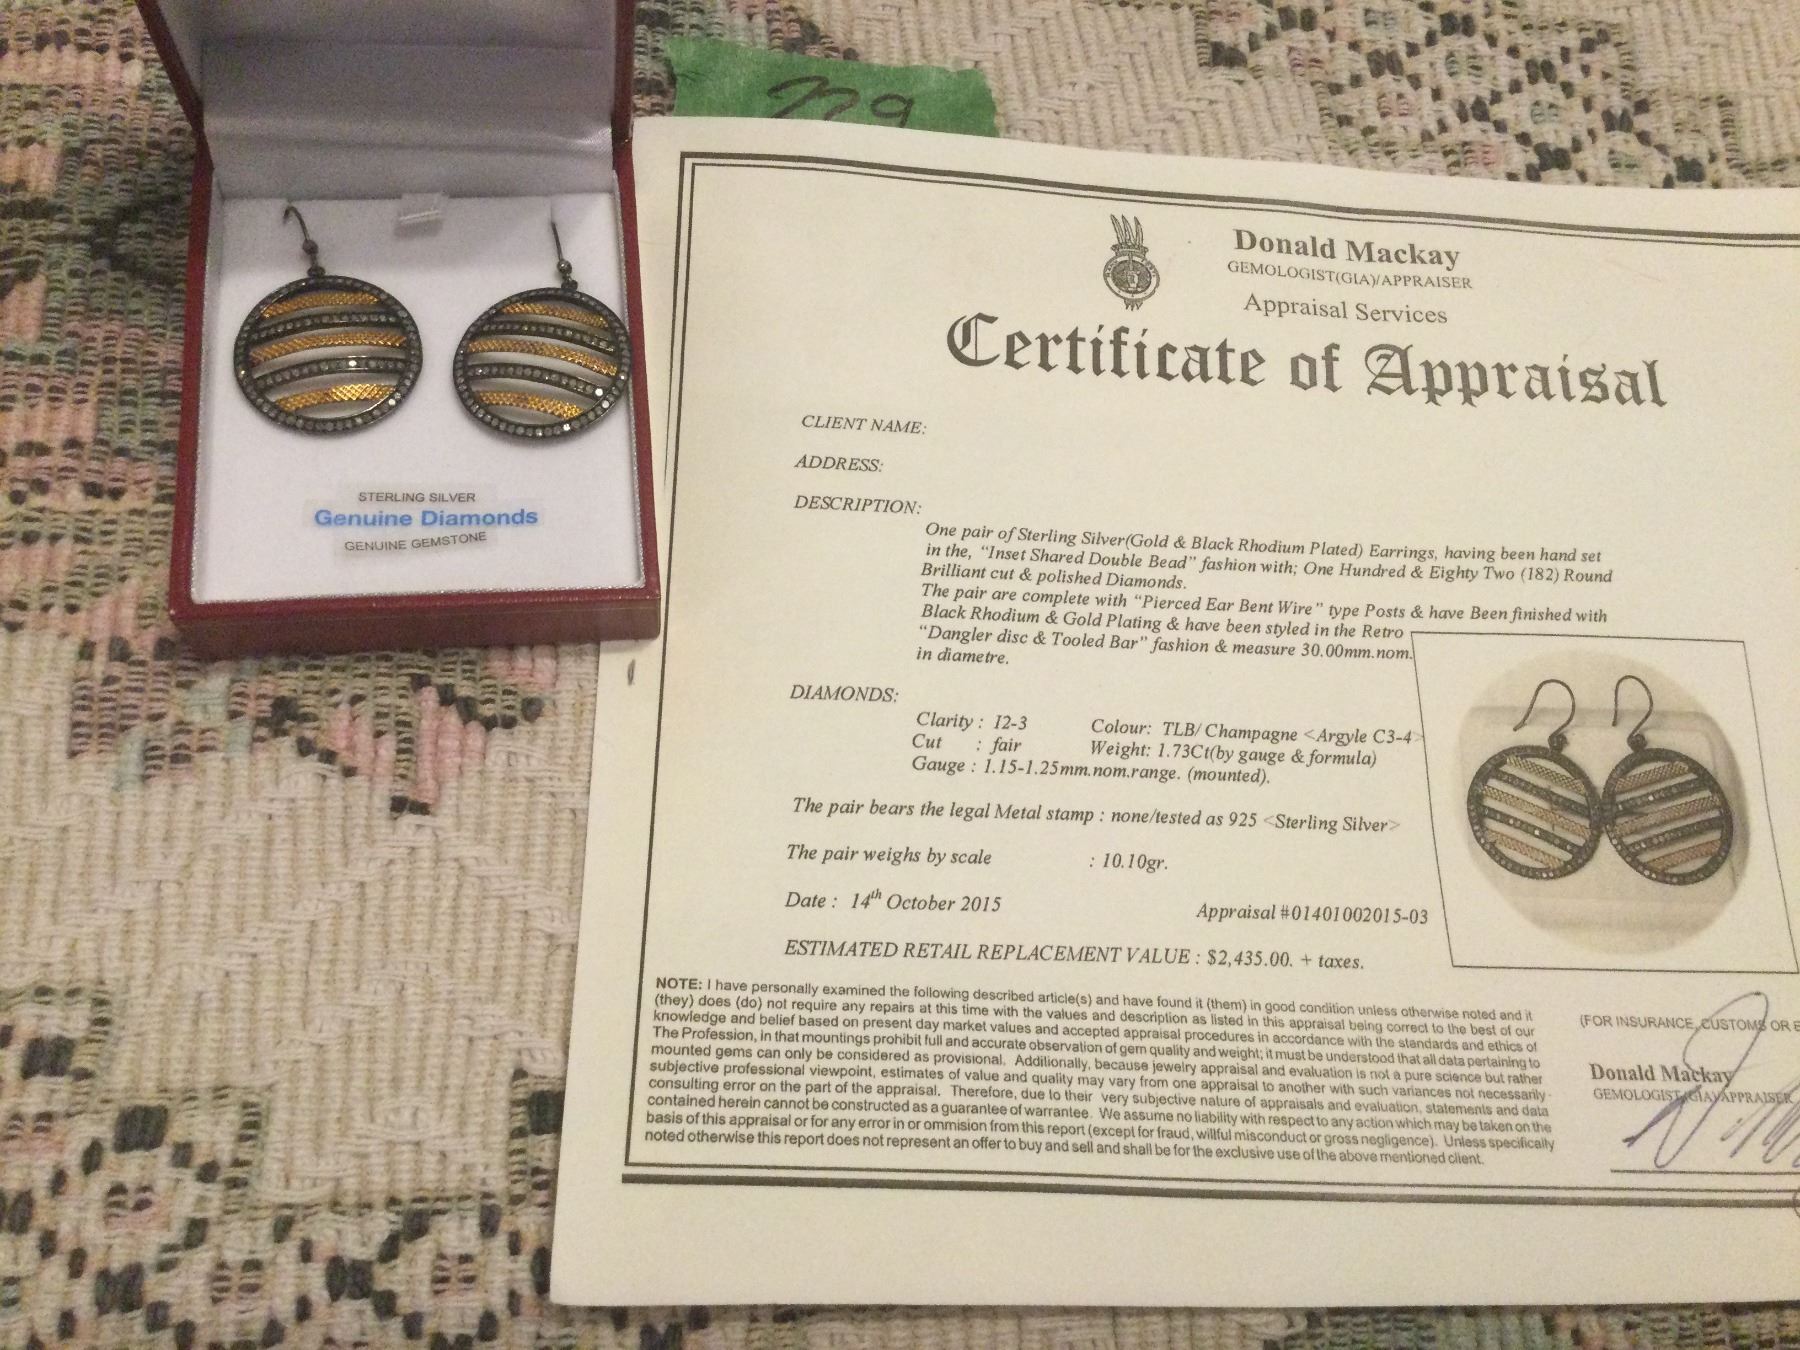 STERLING SILVER
Genuine Diamonds
GENUINE GEMSTONE
Donald Mackay
GEMOLOGIST(GIA)/APPRAISER
Appraisal Services
Certificate of Appraisal
CLIENT NAME:
ADDRESS:
DESCRIPTION:
One pair of Sterling Silver(Gold & Black Rhodium Plated) Earrings, having been hand set
in the, "Inset Shared Double Bead" fashion with; One Hundred & Eighty Two (182) Round
Brilliant cut & polished Diamonds.
The pair are complete with "Pierced Ear Bent Wire" type Posts & have Been finished with
Black Rhodium & Gold Plating & have been styled in the Retro
"Dangler disc & Tooled Bar" fashion & measure 30.00mm.nom.
in diametre.
DIAMONDS:
Clarity : I2-3 Colour: TLB/ Champagne <Argyle C3-4>
Cut : fair Weight: 1.73Ct(by gauge & formula)
Gauge : 1.15-1.25mm.nom.range. (mounted).
The pair bears the legal Metal stamp : none/tested as 925 <Sterling Silver>
The pair weighs by scale : 10.10gr.
Date : 14th October 2015
Appraisal #01401002015-03
ESTIMATED RETAIL REPLACEMENT VALUE : $2,435.00. + taxes.
NOTE: I have personally examined the following described article(s) and have found it (them) in good condition unless otherwise noted and it
(they) does (do) not require any repairs at this time with the values and description as listed in this appraisal being correct to the best of our
knowledge and belief based on present day market values and accepted appraisal procedures in accordance with the standards and ethics of
The Profession, In that mountings prohibit full and accurate observation of gem quality and weight; it must be understood that all data pertaining to
mounted gems can only be considered as provisional. Additionally, because jewelry appraisal and evaluation is not a pure science but rather
subjective professional viewpoint, estimates of value and quality may vary from one appraisal to another with such variances not necessarily
consulting error on the part of the appraisal. Therefore, due to their very subjective nature of appraisals and evaluation, statements and data
contained herein cannot be constructed as a guarantee of warrantee. We assume no liability with respect to any action which may be taken on the
basis of this appraisal or for any error in or ommision from this report (except for fraud, willful misconduct or gross negligence). Unless specifically
noted otherwise this report does not represent an offer to buy and sell and shall be for the exclusive use of the above mentioned client.
(FOR INSURANCE, CUSTOMS OR E
Donald Mackay
GEMOLOGIST(GIA)/APPRAISER